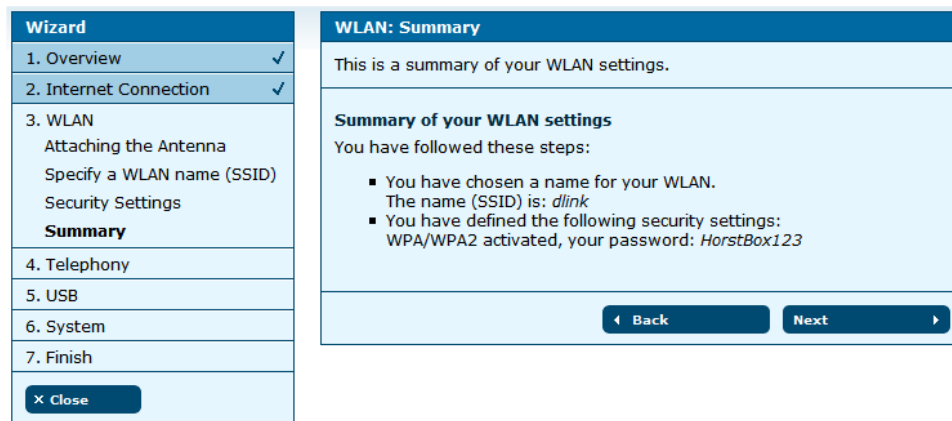 Wizard
1. Overview
2. Internet Connection
3. WLAN
Attaching the Antenna
Specify a WLAN name (SSID)
Security Settings
Summary
4. Telephony
5. USB
6. System
7. Finish
Close
WLAN: Summary
This is a summary of your WLAN settings.
Summary of your WLAN settings
You have followed these steps:
You have chosen a name for your WLAN.
The name (SSID) is: dlink
You have defined the following security settings:
WPA/WPA2 activated, your password: HorstBox123
Back
Next